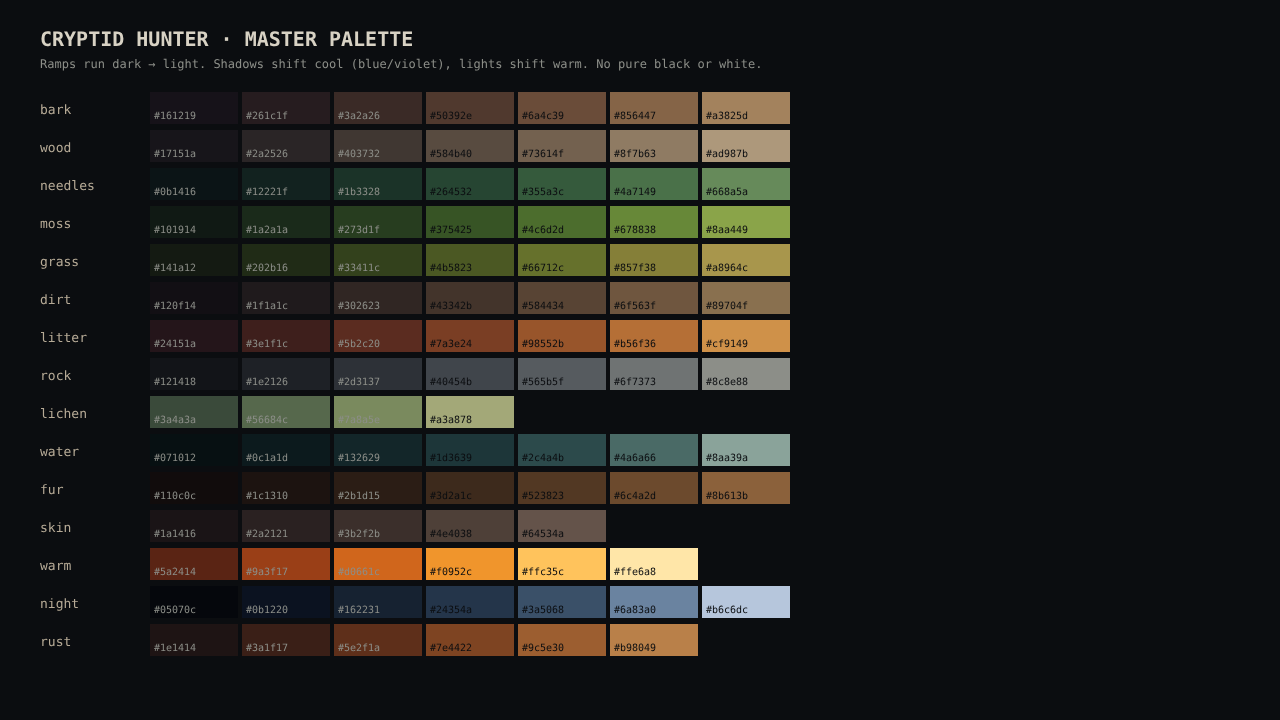 CRYPTID HUNTER · MASTER PALETTE
Ramps run dark → light. Shadows shift cool (blue/violet), lights shift warm. No pure black or white.
bark #161219 #261c1f #3a2a26 #50392e #6a4c39 #856447 #a3825d
wood #17151a #2a2526 #403732 #584b40 #73614f #8f7b63 #ad987b
needles #0b1416 #12221f #1b3328 #264532 #355a3c #4a7149 #668a5a
moss #101914 #1a2a1a #273d1f #375425 #4c6d2d #678838 #8aa449
grass #141a12 #202b16 #33411c #4b5823 #66712c #857f38 #a8964c
dirt #120f14 #1f1a1c #302623 #43342b #584434 #6f563f #89704f
litter #24151a #3e1f1c #5b2c20 #7a3e24 #98552b #b56f36 #cf9149
rock #121418 #1e2126 #2d3137 #40454b #565b5f #6f7373 #8c8e88
lichen #3a4a3a #56684c #a3a878
water #071012 #0c1a1d #132629 #1d3639 #2c4a4b #4a6a66 #8aa39a
fur #110c0c #1c1310 #2b1d15 #3d2a1c #523823 #6c4a2d #8b613b
skin #1a1416 #2a2121 #3b2f2b #4e4038 #64534a
warm #5a2414 #9a3f17 #f0952c #ffc35c #ffe6a8
night #05070c #0b1220 #162231 #24354a #3a5068 #6a83a0 #b6c6dc
rust #1e1414 #3a1f17 #5e2f1a #7e4422 #9c5e30 #b98049